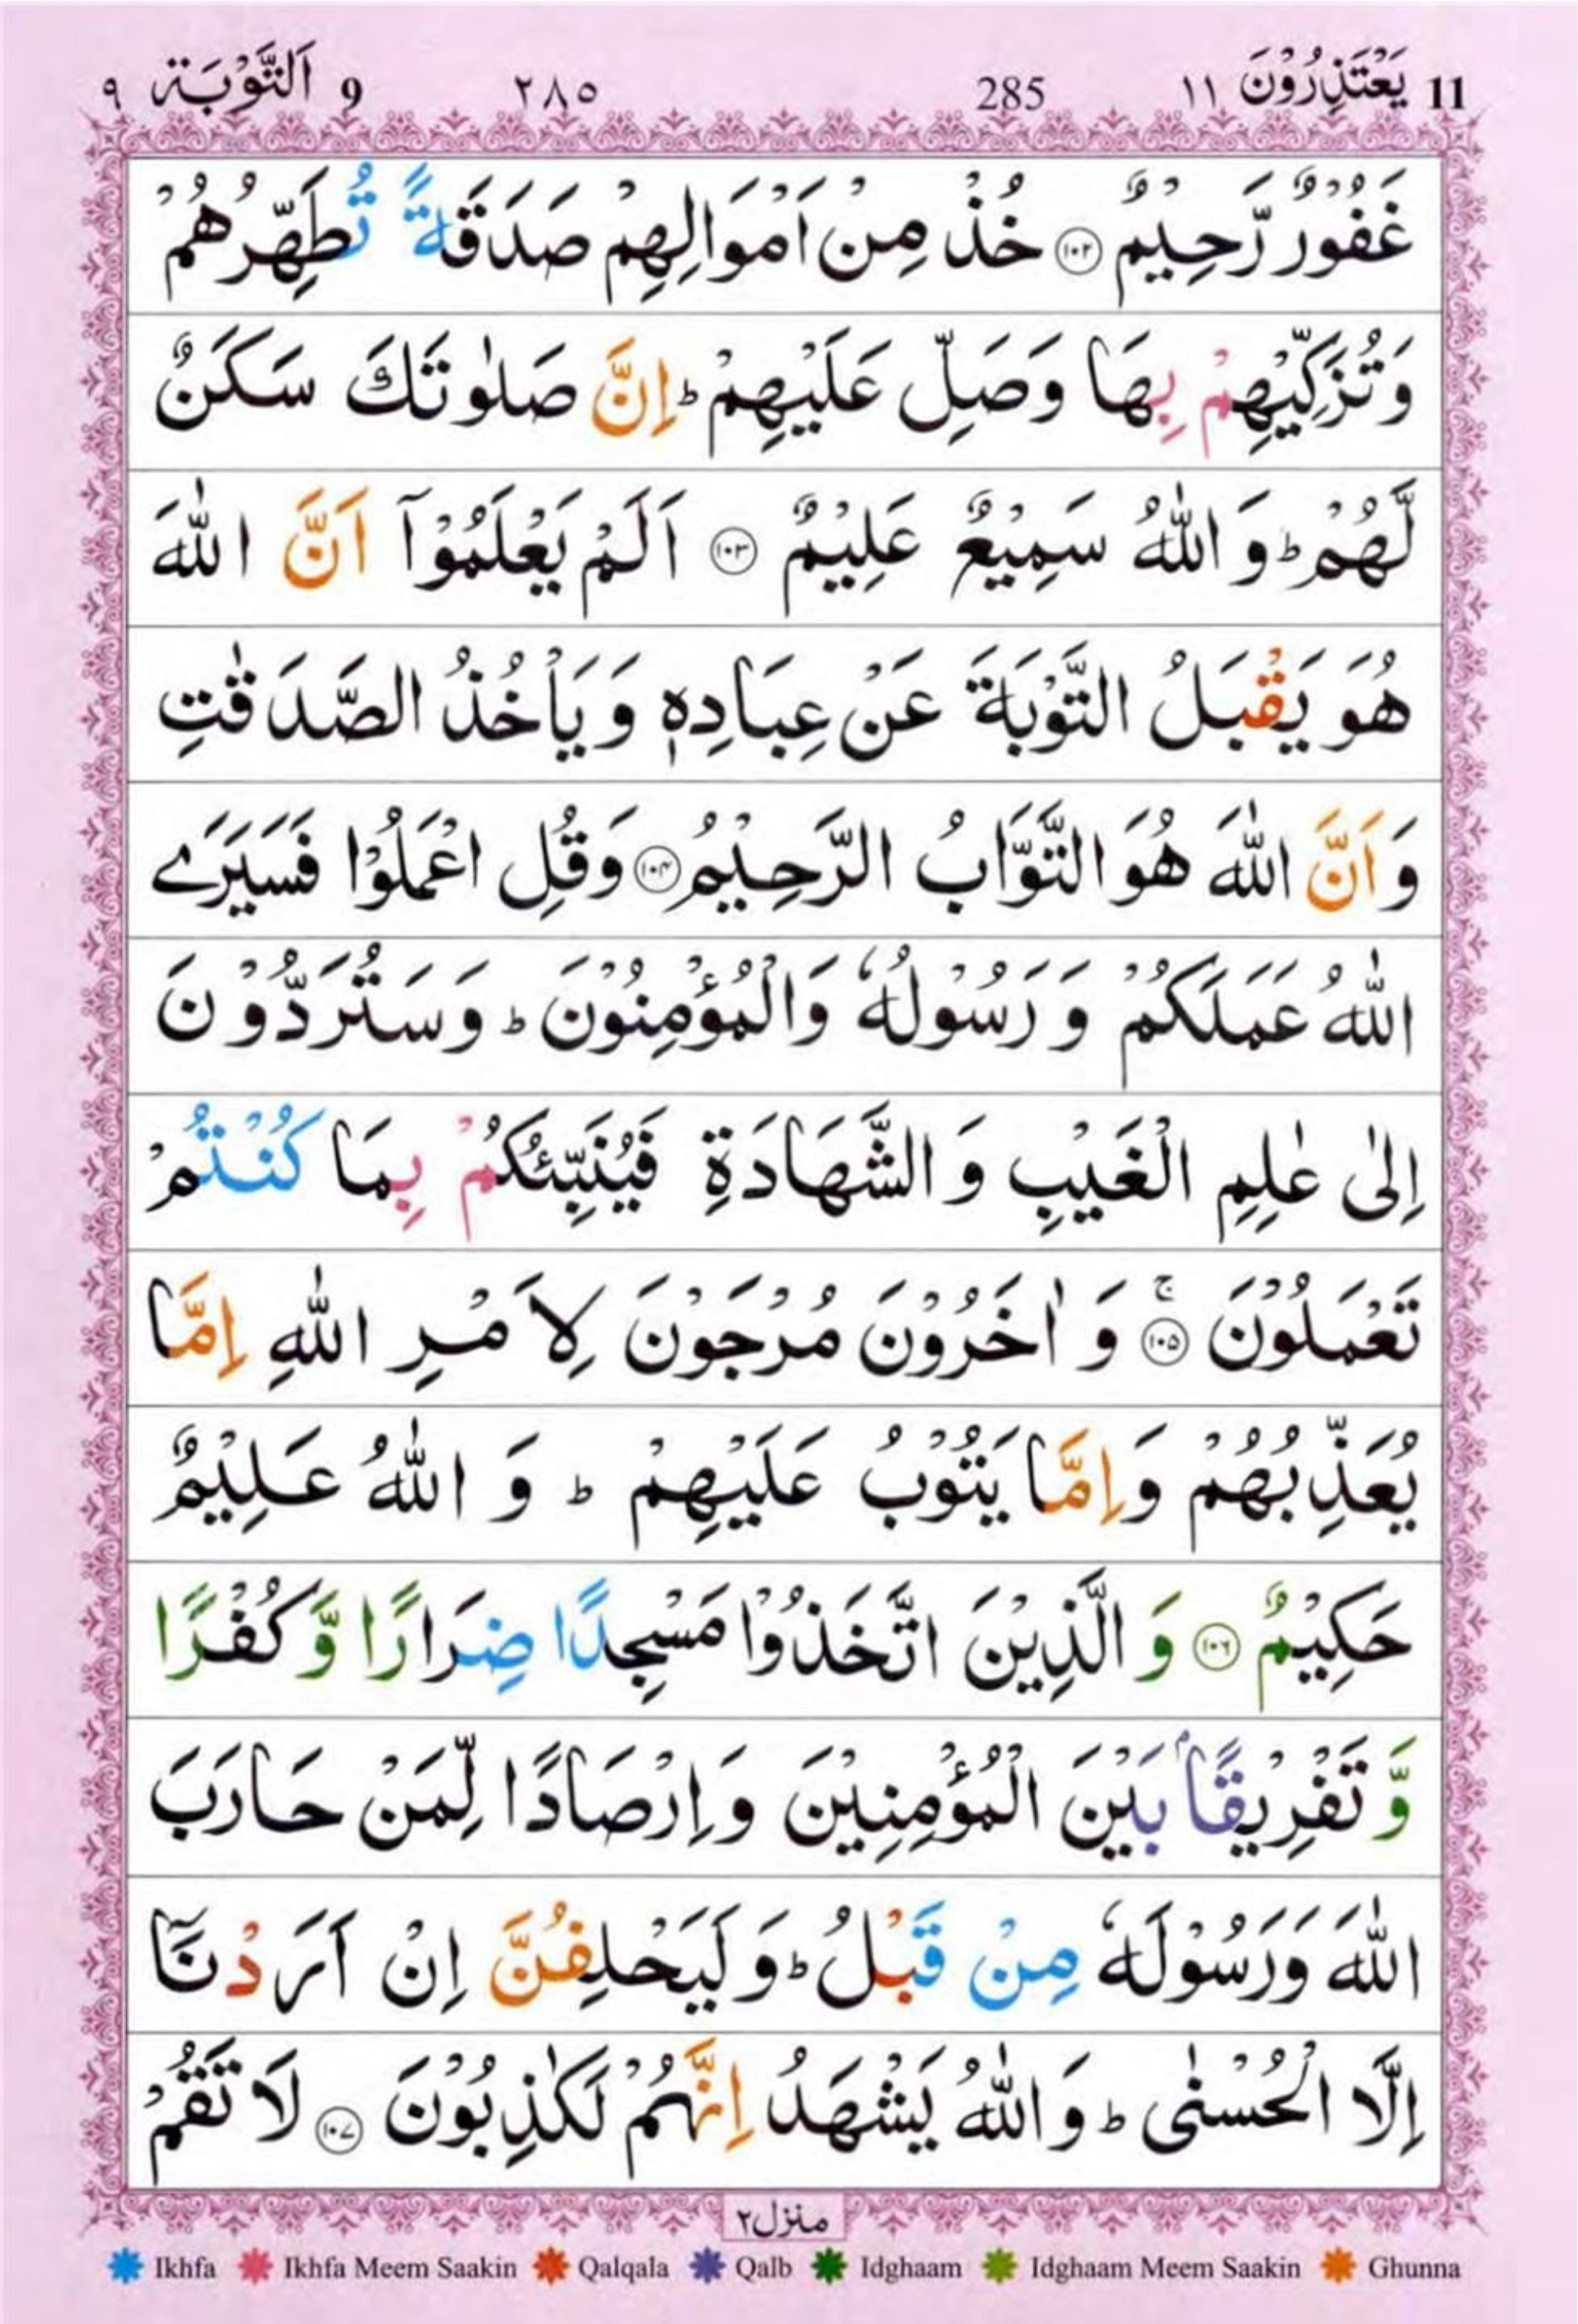 11 يَعْتَذِرُوْنَ ١١ 285 ٢٨٥ 9 اَلتَّوْبَة ٩
غَفُوْرٌ رَّحِيْمٌ ۝١٠٢ خُذْ مِنْ اَمْوَالِهِمْ صَدَقَةً تُطَهِّرُهُمْ
وَتُزَكِّيْهِمْ بِهَا وَصَلِّ عَلَيْهِمْ ؕ اِنَّ صَلٰوتَكَ سَكَنٌ
لَّهُمْ ؕ وَ اللّٰهُ سَمِيْعٌ عَلِيْمٌ ۝١٠٣ اَلَمْ يَعْلَمُوْۤا اَنَّ اللّٰهَ
هُوَ يَقْبَلُ التَّوْبَةَ عَنْ عِبَادِهٖ وَ يَاْخُذُ الصَّدَقٰتِ
وَ اَنَّ اللّٰهَ هُوَ التَّوَّابُ الرَّحِيْمُ ۝١٠٤ وَقُلِ اعْمَلُوْا فَسَيَرَے
اللّٰهُ عَمَلَكُمْ وَ رَسُوْلُهٗ وَالْمُؤْمِنُوْنَ ؕ وَ سَتُرَدُّوْنَ
اِلٰى عٰلِمِ الْغَيْبِ وَ الشَّهَادَةِ فَيُنَبِّئُكُمْ بِمَا كُنْتُمْ
تَعْمَلُوْنَ ۝١٠٥ ۚ وَ اٰخَرُوْنَ مُرْجَوْنَ لِاَمْرِ اللّٰهِ اِمَّا
يُعَذِّبُهُمْ وَ اِمَّا يَتُوْبُ عَلَيْهِمْ ؕ وَ اللّٰهُ عَلِيْمٌ
حَكِيْمٌ ۝١٠٦ وَ الَّذِيْنَ اتَّخَذُوْا مَسْجِدًا ضِرَارًا وَّ كُفْرًا
وَّ تَفْرِيْقًاۢ بَيْنَ الْمُؤْمِنِيْنَ وَ اِرْصَادًا لِّمَنْ حَارَبَ
اللّٰهَ وَرَسُوْلَهٗ مِنْ قَبْلُ ؕ وَ لَيَحْلِفُنَّ اِنْ اَرَدْنَاۤ
اِلَّا الْحُسْنٰى ؕ وَ اللّٰهُ يَشْهَدُ اِنَّهُمْ لَكٰذِبُوْنَ ۝١٠٧ لَا تَقُمْ
منزل٢
Ikhfa Ikhfa Meem Saakin Qalqala Qalb Idghaam Idghaam Meem Saakin Ghunna